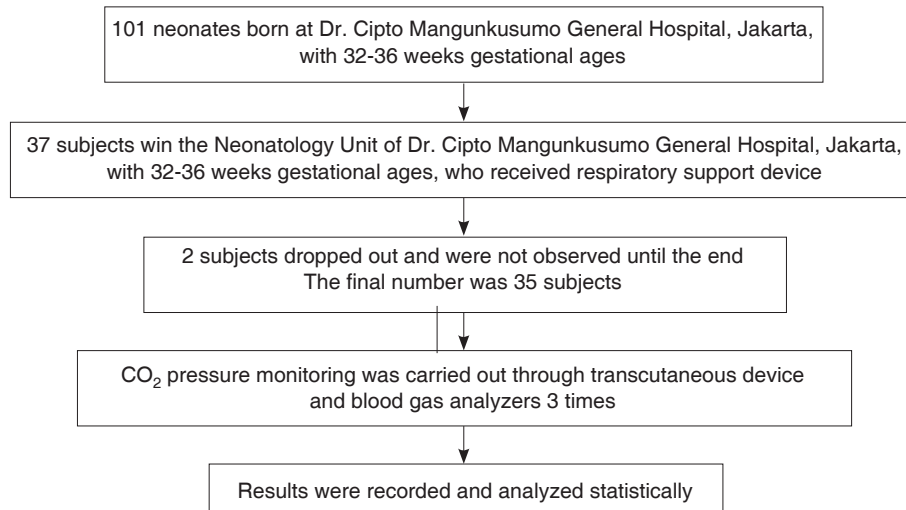 101 neonates born at Dr. Cipto Mangunkusumo General Hospital, Jakarta,
with 32-36 weeks gestational ages
37 subjects win the Neonatology Unit of Dr. Cipto Mangunkusumo General Hospital, Jakarta,
with 32-36 weeks gestational ages, who received respiratory support device
2 subjects dropped out and were not observed until the end
The final number was 35 subjects
CO₂ pressure monitoring was carried out through transcutaneous device
and blood gas analyzers 3 times
Results were recorded and analyzed statistically